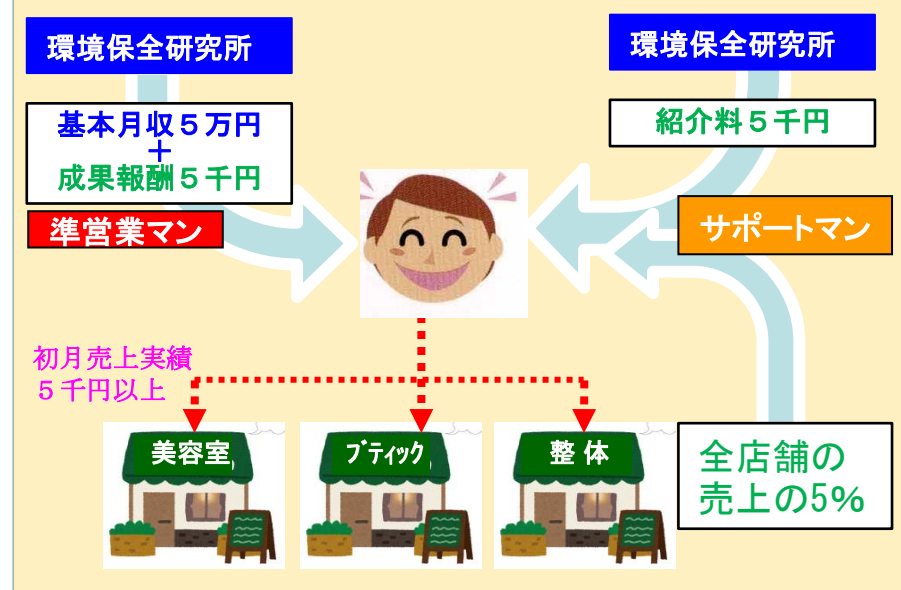 環境保全研究所
環境保全研究所
基本月収５万円
＋
成果報酬５千円
紹介料５千円
準営業マン
サポートマン
初月売上実績
５千円以上
美容室
ﾌﾞティック
整 体
全店舗の
売上の5%